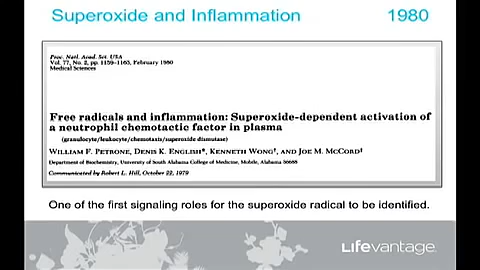 Superoxide and Inflammation 1980
Proc. Natl. Acad. Sci. USA
Vol. 77, No. 2, pp. 1159-1163, February 1980
Medical Sciences
Free radicals and inflammation: Superoxide-dependent activation of
a neutrophil chemotactic factor in plasma
(granulocyte/leukocyte/chemotaxis/superoxide dismutase)
WILLIAM F. PETRONE, DENIS K. ENGLISH*, KENNETH WONG†, AND JOE M. MCCORD‡
Department of Biochemistry, University of South Alabama College of Medicine, Mobile, Alabama 36688
Communicated by Robert L. Hill, October 22, 1979
One of the first signaling roles for the superoxide radical to be identified.
Lifevantage